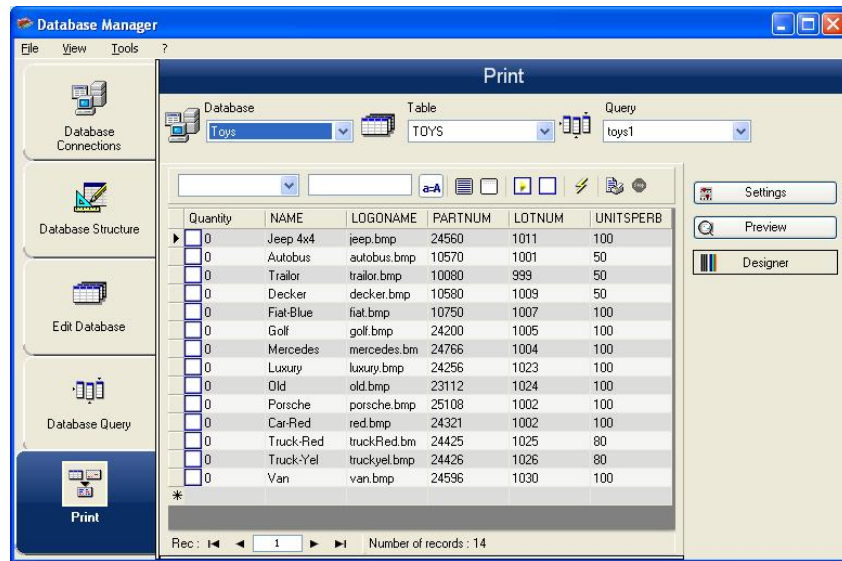 Database Manager
File View Tools ?
Print
Database Connections
Database Structure
Edit Database
Database Query
Print
Database Table Query
Toys TOYS toys1
a=A
Settings
Preview
Designer
Quantity NAME LOGONAME PARTNUM LOTNUM UNITSPERB
0 Jeep 4x4 jeep.bmp 24560 1011 100
0 Autobus autobus.bmp 10570 1001 50
0 Trailor trailor.bmp 10080 999 50
0 Decker decker.bmp 10580 1009 50
0 Fiat-Blue fiat.bmp 10750 1007 100
0 Golf golf.bmp 24200 1005 100
0 Mercedes mercedes.bm 24766 1004 100
0 Luxury luxury.bmp 24256 1023 100
0 Old old.bmp 23112 1024 100
0 Porsche porsche.bmp 25108 1002 100
0 Car-Red red.bmp 24321 1002 100
0 Truck-Red truckRed.bm 24425 1025 80
0 Truck-Yel truckyel.bmp 24426 1026 80
0 Van van.bmp 24596 1030 100
Rec : 1 Number of records : 14